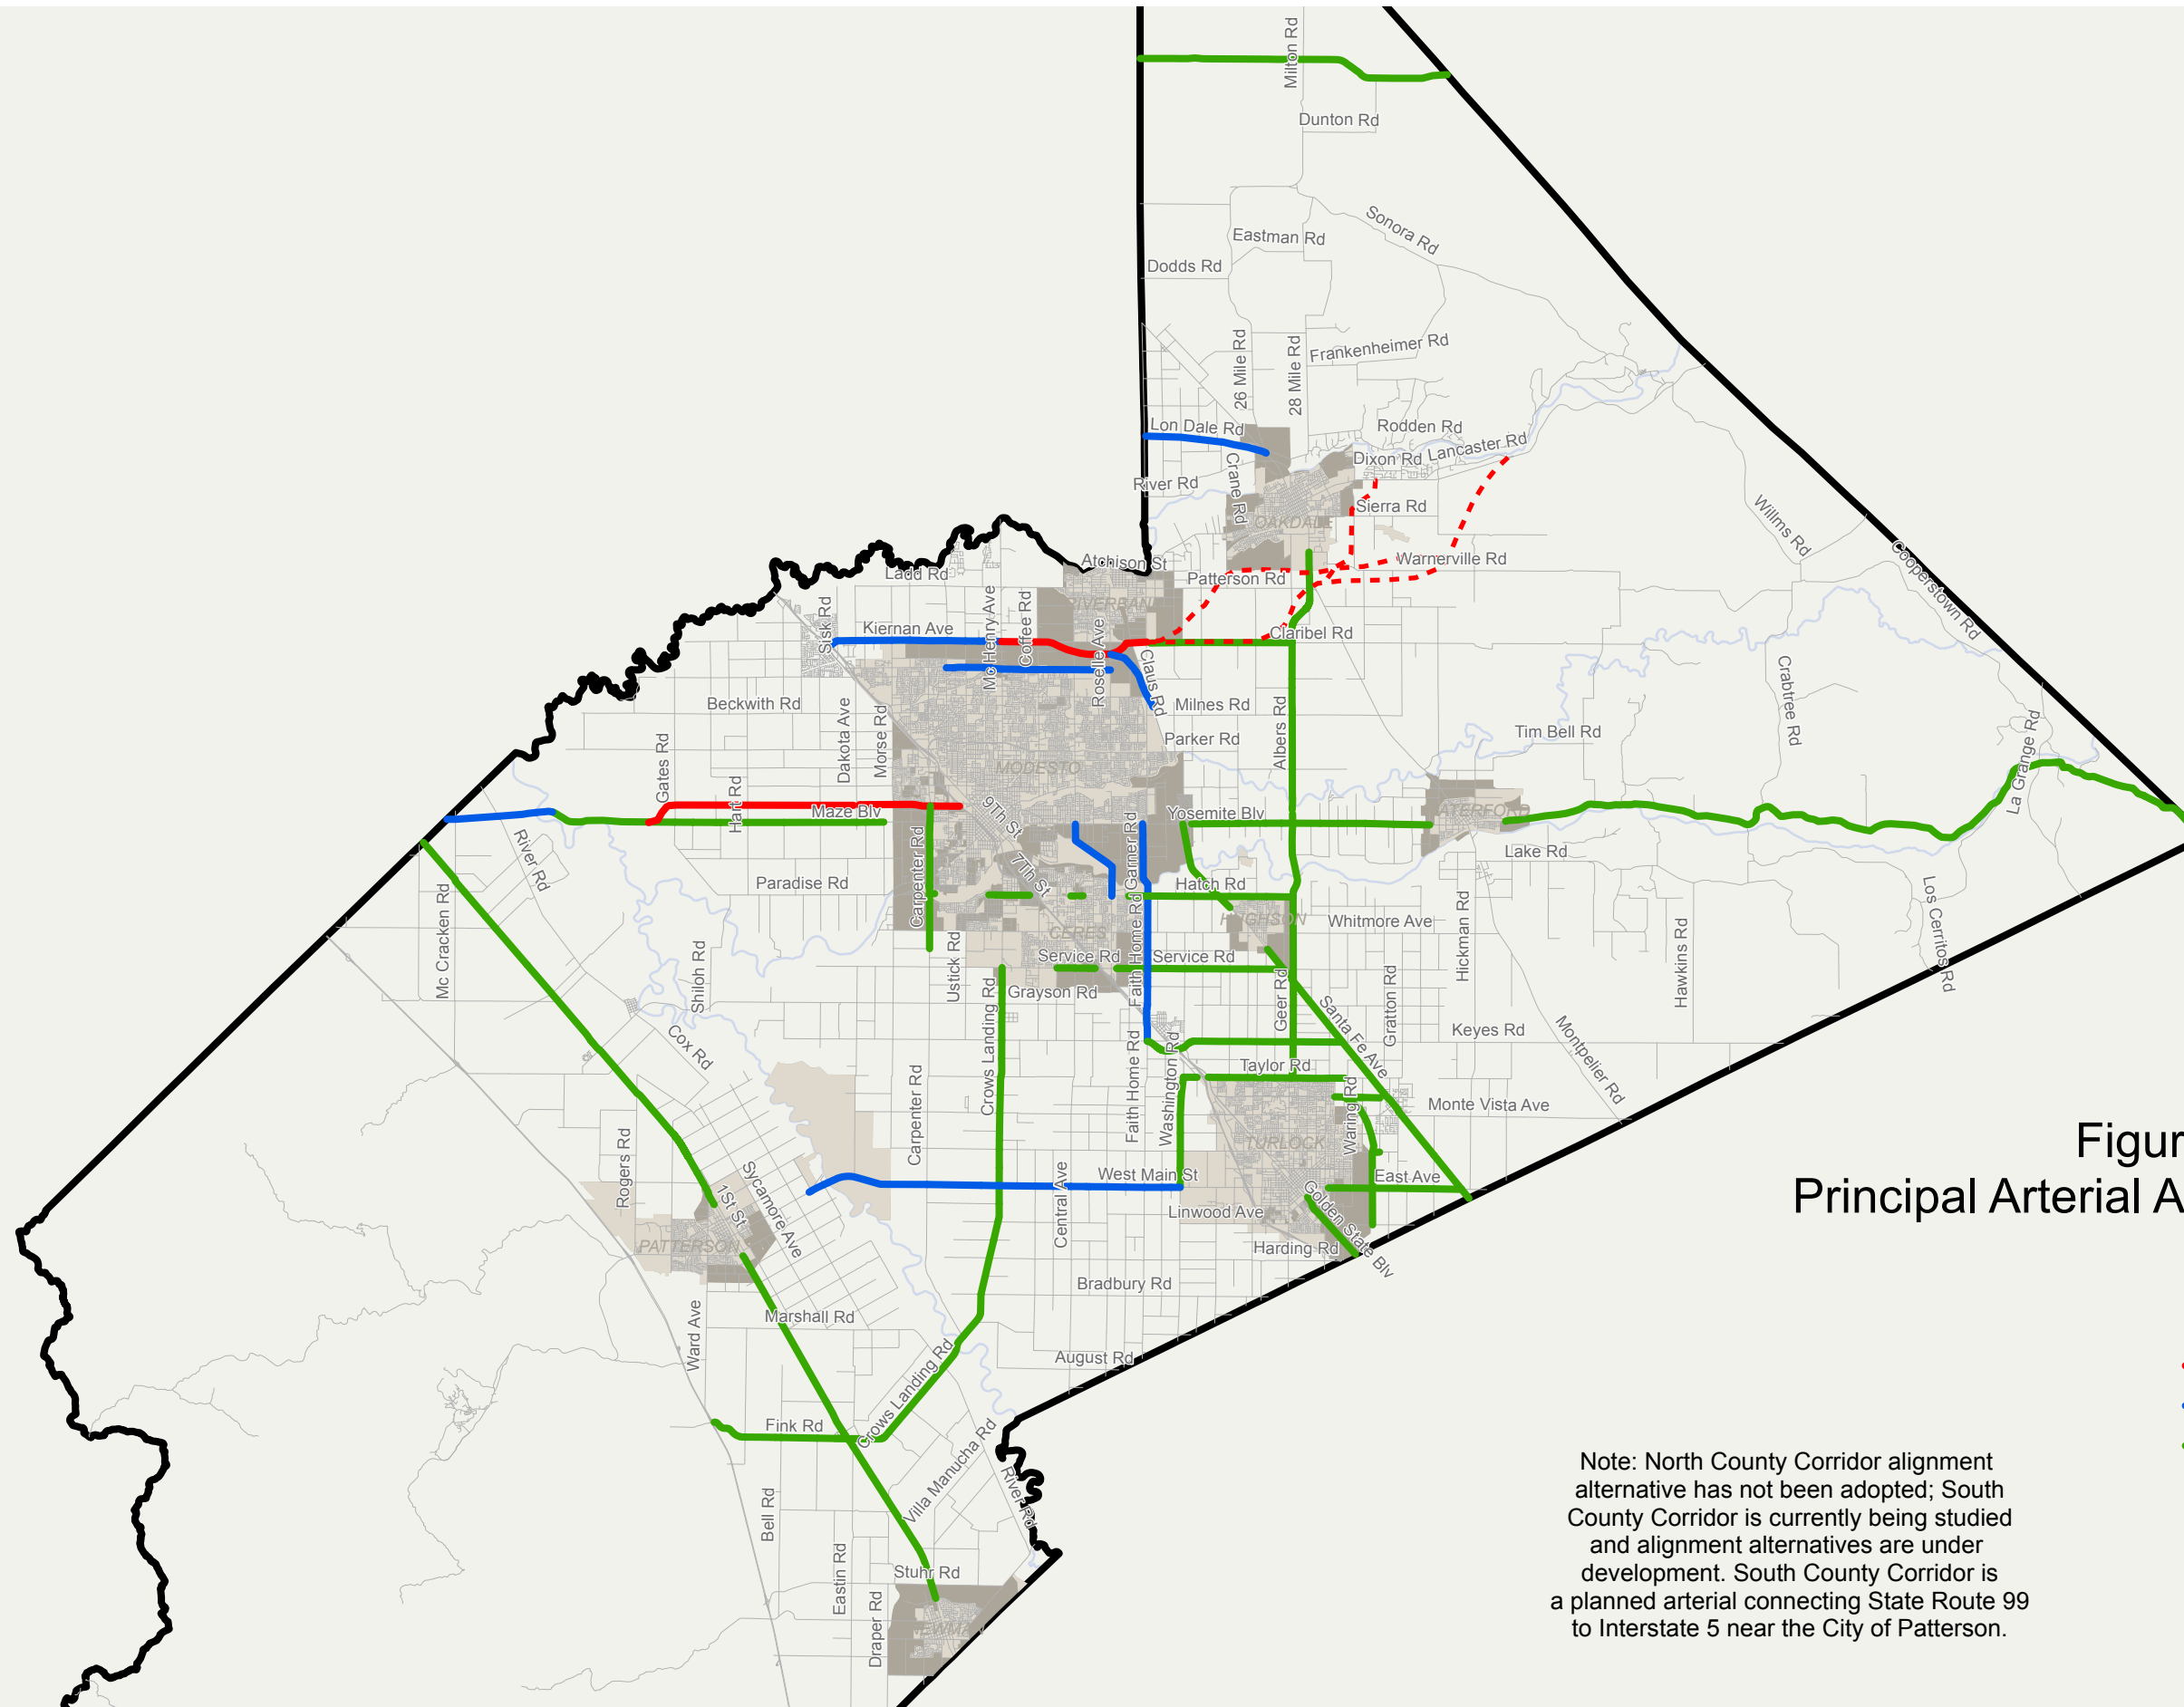 Milton Rd
Dunton Rd
Sonora Rd
Eastman Rd
Dodds Rd
26 Mile Rd
28 Mile Rd
Frankenheimer Rd
Lon Dale Rd
Rodden Rd
Dixon Rd
Lancaster Rd
River Rd
Crane Rd
Sierra Rd
OAKDALE
Willms Rd
Cooperstown Rd
Atchison St
Ladd Rd
Patterson Rd
Warnerville Rd
RIVERBANK
Sisk Rd
Kiernan Ave
Mc Henry Ave
Coffee Rd
Roselle Ave
Claus Rd
Claribel Rd
Beckwith Rd
Dakota Ave
Morse Rd
Milnes Rd
Albers Rd
Parker Rd
Tim Bell Rd
Crabtree Rd
La Grange Rd
Gates Rd
Hart Rd
MODESTO
Maze Blv
9Th St
7Th St
Yosemite Blv
WATERFORD
Lake Rd
River Rd
Paradise Rd
Carpenter Rd
Garner Rd
Hatch Rd
HUGHSON
Whitmore Ave
Hickman Rd
Hawkins Rd
Los Cerritos Rd
Mc Cracken Rd
Shiloh Rd
Ustick Rd
CERES
Service Rd
Service Rd
Faith Home Rd
Grayson Rd
Crows Landing Rd
Geer Rd
Santa Fe Ave
Gratton Rd
Keyes Rd
Montpelier Rd
Cox Rd
Carpenter Rd
Faith Home Rd
Washington Rd
Taylor Rd
Waring Rd
Monte Vista Ave
TURLOCK
Rogers Rd
Sycamore Ave
1St St
Central Ave
West Main St
East Ave
Linwood Ave
Golden State Blv
PATTERSON
Harding Rd
Bradbury Rd
Ward Ave
Marshall Rd
August Rd
Crows Landing Rd
Fink Rd
Villa Manucha Rd
River Rd
Bell Rd
Eastin Rd
Stuhr Rd
Draper Rd
NEWMAN
Figur
Principal Arterial A
Note: North County Corridor alignment
alternative has not been adopted; South
County Corridor is currently being studied
and alignment alternatives are under
development. South County Corridor is
a planned arterial connecting State Route 99
to Interstate 5 near the City of Patterson.